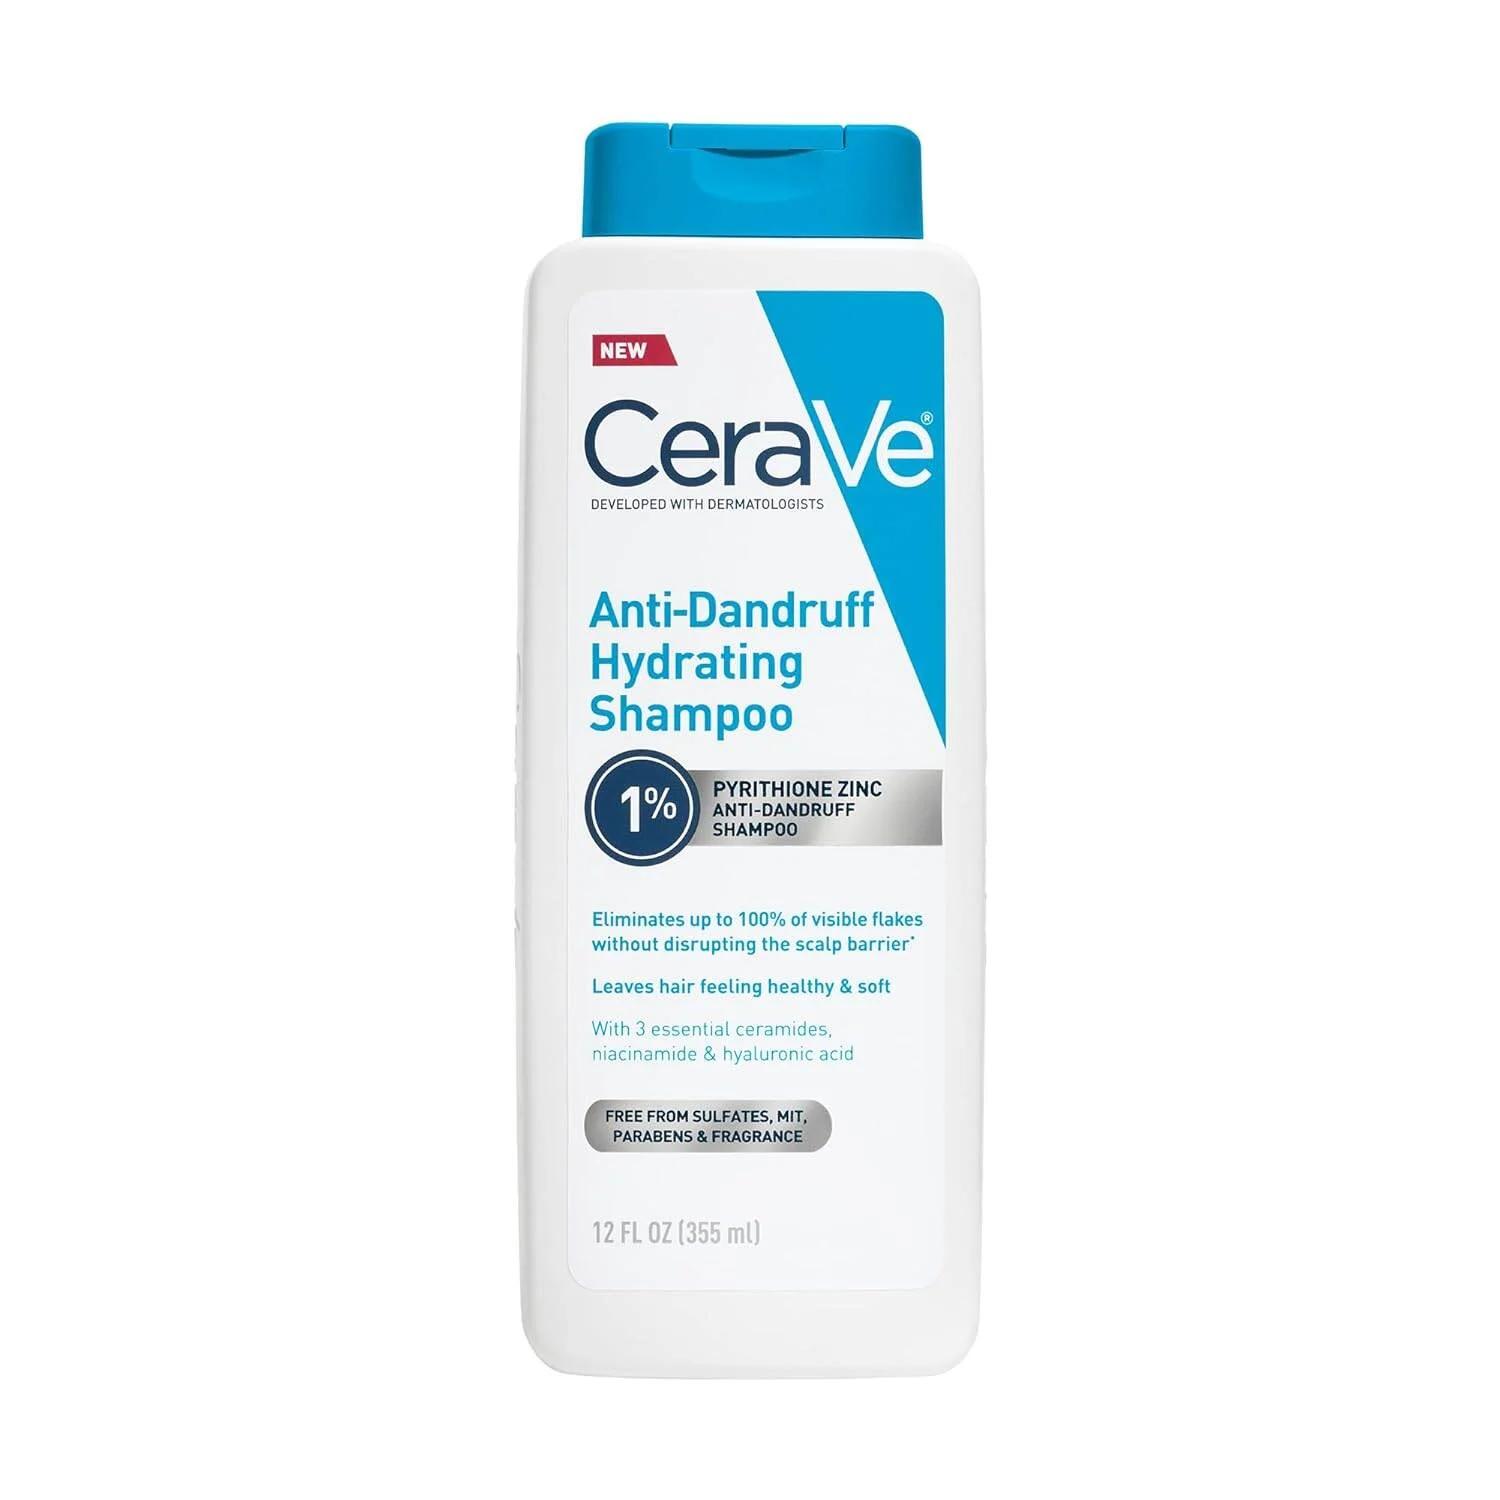 NEW
CeraVe®
DEVELOPED WITH DERMATOLOGISTS
Anti-Dandruff
Hydrating
Shampoo
1%
PYRITHIONE ZINC
ANTI-DANDRUFF
SHAMPOO
Eliminates up to 100% of visible flakes
without disrupting the scalp barrier*
Leaves hair feeling healthy & soft
With 3 essential ceramides,
niacinamide & hyaluronic acid
FREE FROM SULFATES, MIT,
PARABENS & FRAGRANCE
12 FL OZ (355 ml)